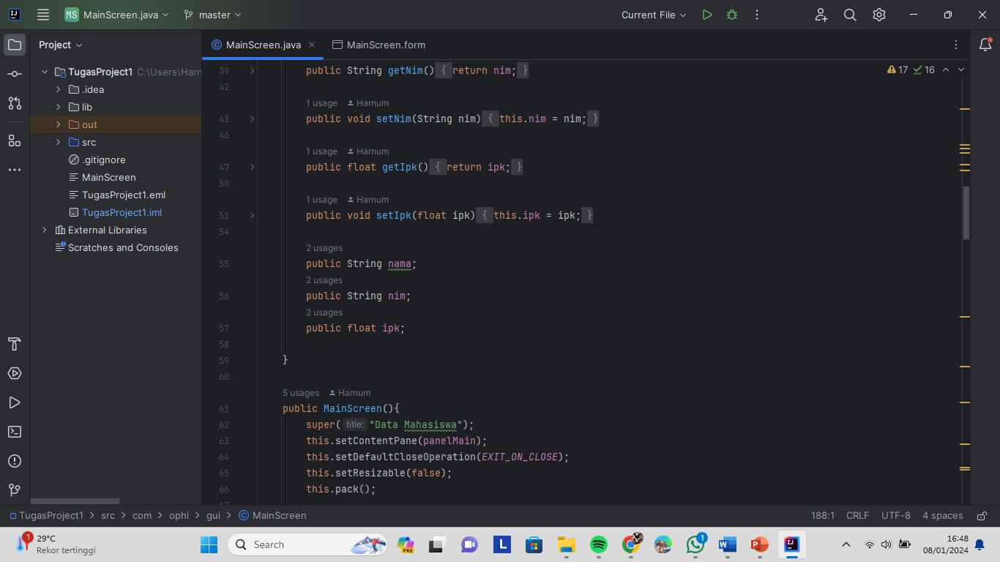 MS MainScreen.java master Current File
Project
MainScreen.java MainScreen.form
TugasProject1 C:\Users\Harn
.idea
lib
out
src
.gitignore
MainScreen
TugasProject1.eml
TugasProject1.iml
External Libraries
Scratches and Consoles
17 16
39 public String getNim() { return nim; }
42
1 usage Harnum
43 public void setNim(String nim) { this.nim = nim; }
46
1 usage Harnum
47 public float getIpk() { return ipk; }
50
1 usage Harnum
51 public void setIpk(float ipk) { this.ipk = ipk; }
54
2 usages
55 public String nama;
2 usages
56 public String nim;
2 usages
57 public float ipk;
58
59 }
60
5 usages Harnum
61 public MainScreen(){
62 super( title: "Data Mahasiswa");
63 this.setContentPane(panelMain);
64 this.setDefaultCloseOperation(EXIT_ON_CLOSE);
65 this.setResizable(false);
66 this.pack();
TugasProject1 > src > com > ophi > gui > MainScreen 188:1 CRLF UTF-8 4 spaces
1 29°C
Rekor tertinggi
Search
PRE
L
1
W
P
IJ
16:48
08/01/2024